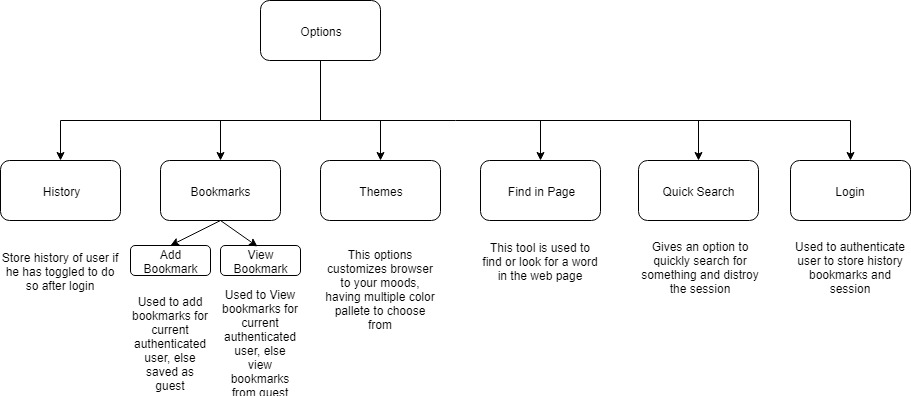 Options
History
Bookmarks
Themes
Find in Page
Quick Search
Login
Add
Bookmark
View
Bookmark
Store history of user if
he has toggled to do
so after login
Used to add
bookmarks for
current
authenticated
user, else
saved as
guest
Used to View
bookmarks for
current
authenticated
user, else
view
bookmarks
from guest
This options
customizes browser
to your moods,
having multiple color
pallete to choose
from
This tool is used to
find or look for a word
in the web page
Gives an option to
quickly search for
something and distroy
the session
Used to authenticate
user to store history
bookmarks and
session